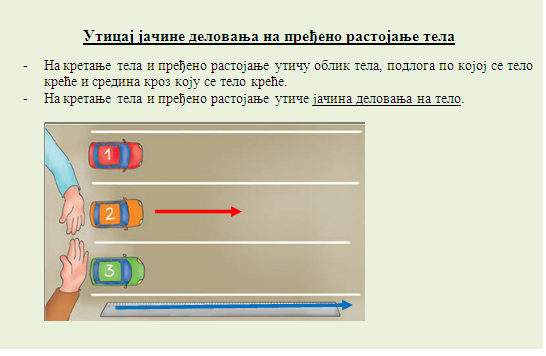 Утицај јачине деловања на пређено растојање тела
- На кретање тела и пређено растојање утичу облик тела, подлога по којој се тело
креће и средина кроз коју се тело креће.
- На кретање тела и пређено растојање утиче јачина деловања на тело.
1
2
3